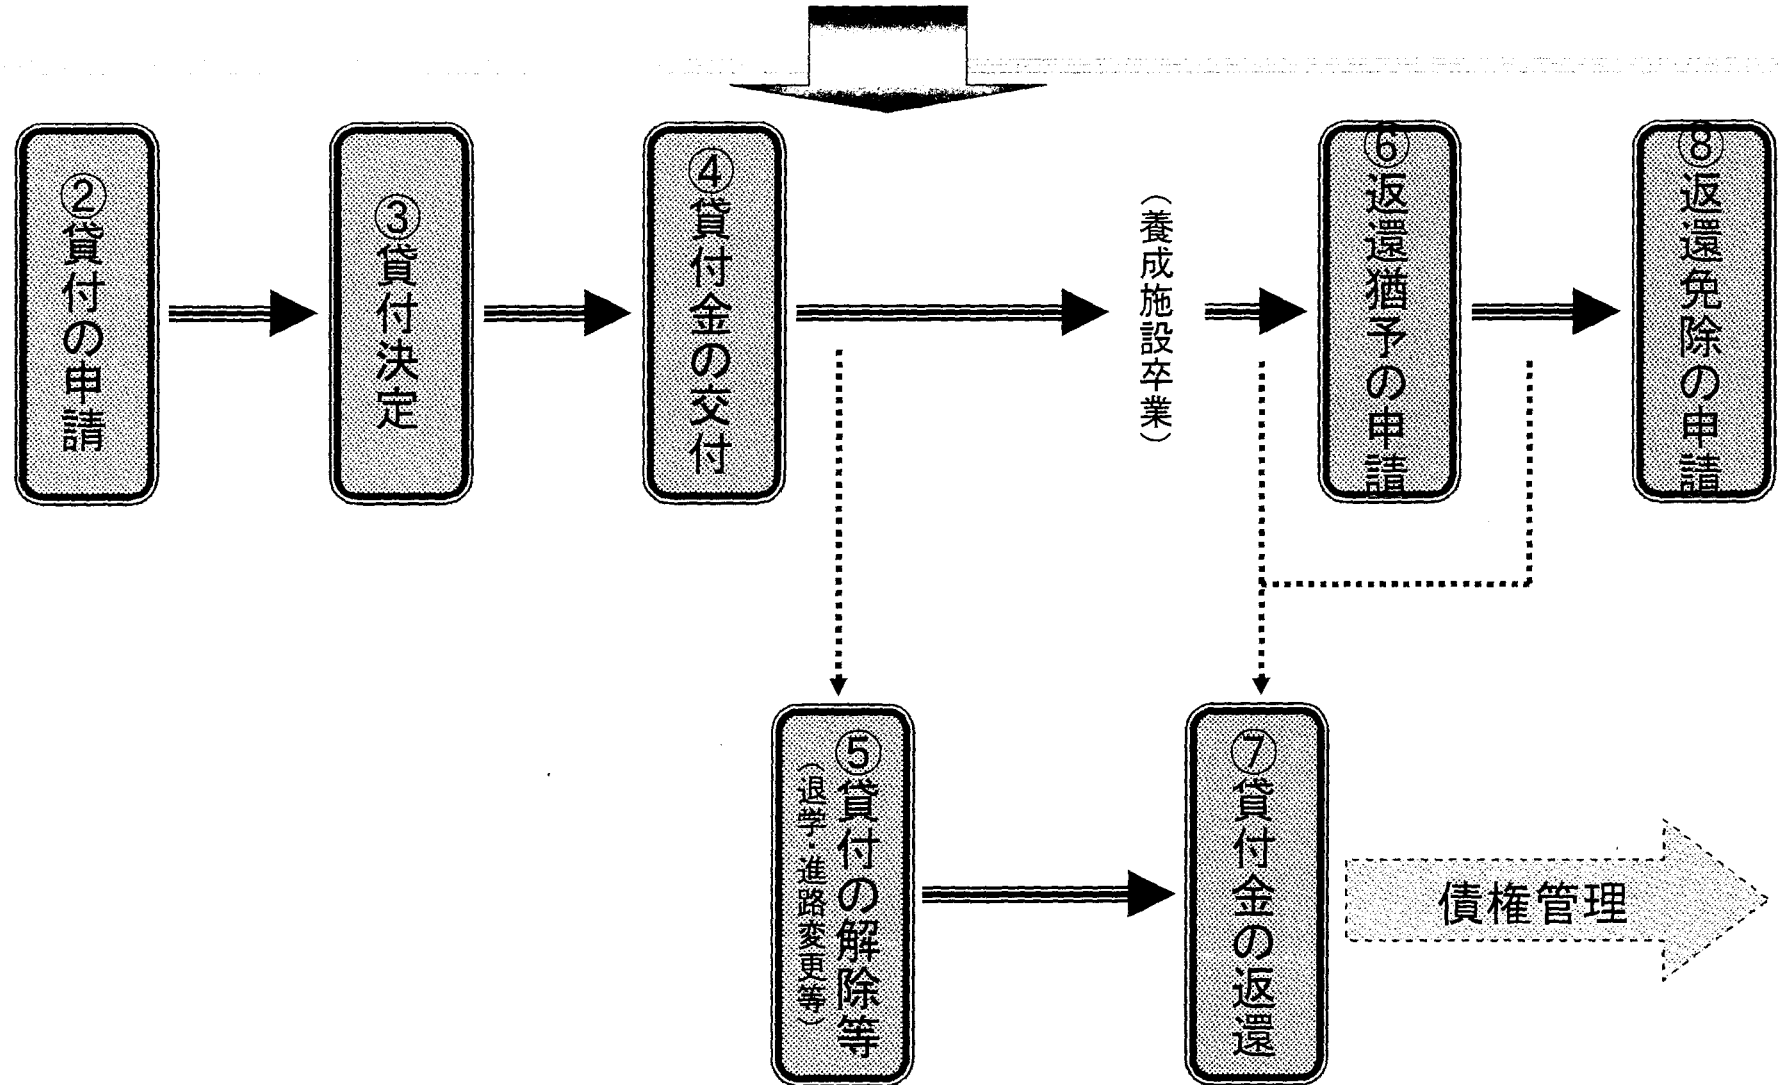 ②貸付の申請
③貸付決定
④貸付金の交付
（養成施設卒業）
⑥返還猶予の申請
⑧返還免除の申請
⑤貸付の解除等
（退学・進路変更等）
⑦貸付金の返還
債権管理